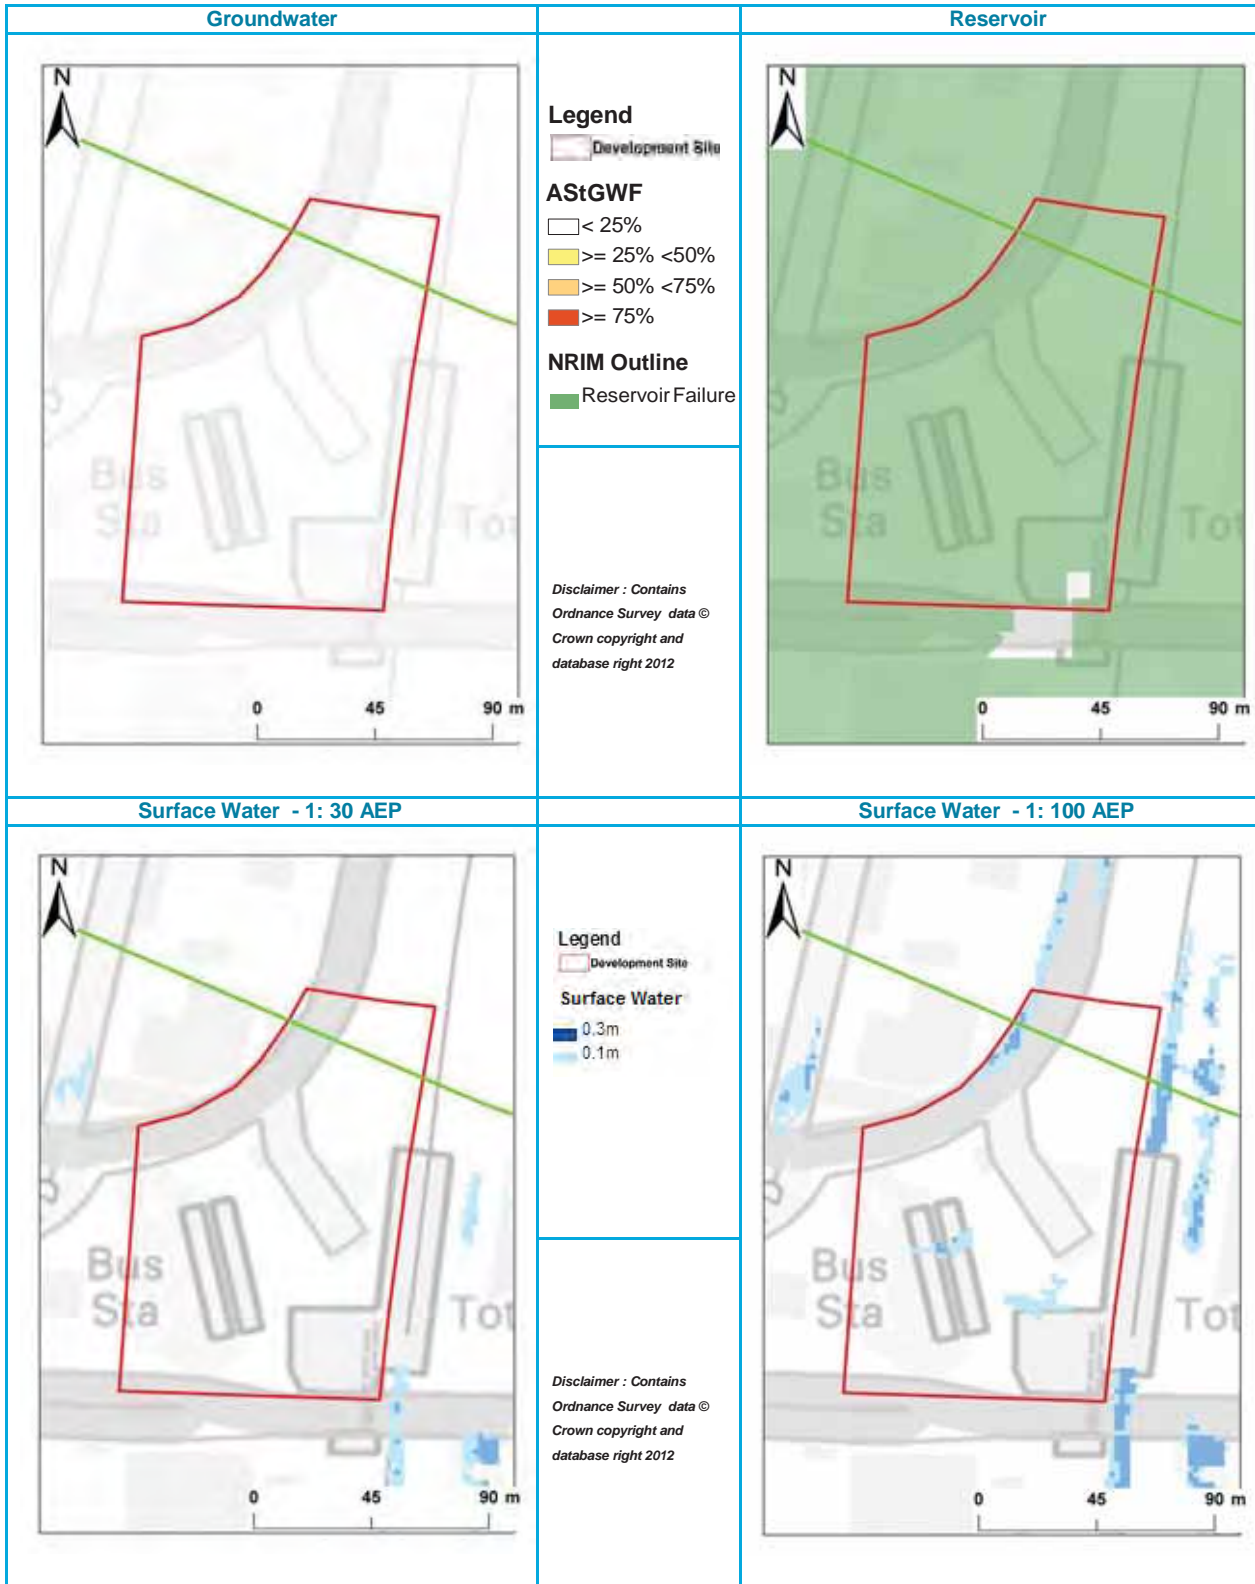 Groundwater
Reservoir
N
Bus
Sta
Tot
0 45 90 m
Legend
Development Site
AStGWF
< 25%
>= 25% <50%
>= 50% <75%
>= 75%
NRIM Outline
Reservoir Failure
Disclaimer : Contains
Ordnance Survey data ©
Crown copyright and
database right 2012
N
Bus
Sta
Tot
0 45 90 m
Surface Water - 1: 30 AEP
Surface Water - 1: 100 AEP
N
Bus
Sta
Tot
0 45 90 m
Legend
Development Site
Surface Water
0.3m
0.1m
Disclaimer : Contains
Ordnance Survey data ©
Crown copyright and
database right 2012
N
Bus
Sta
Tot
0 45 90 m